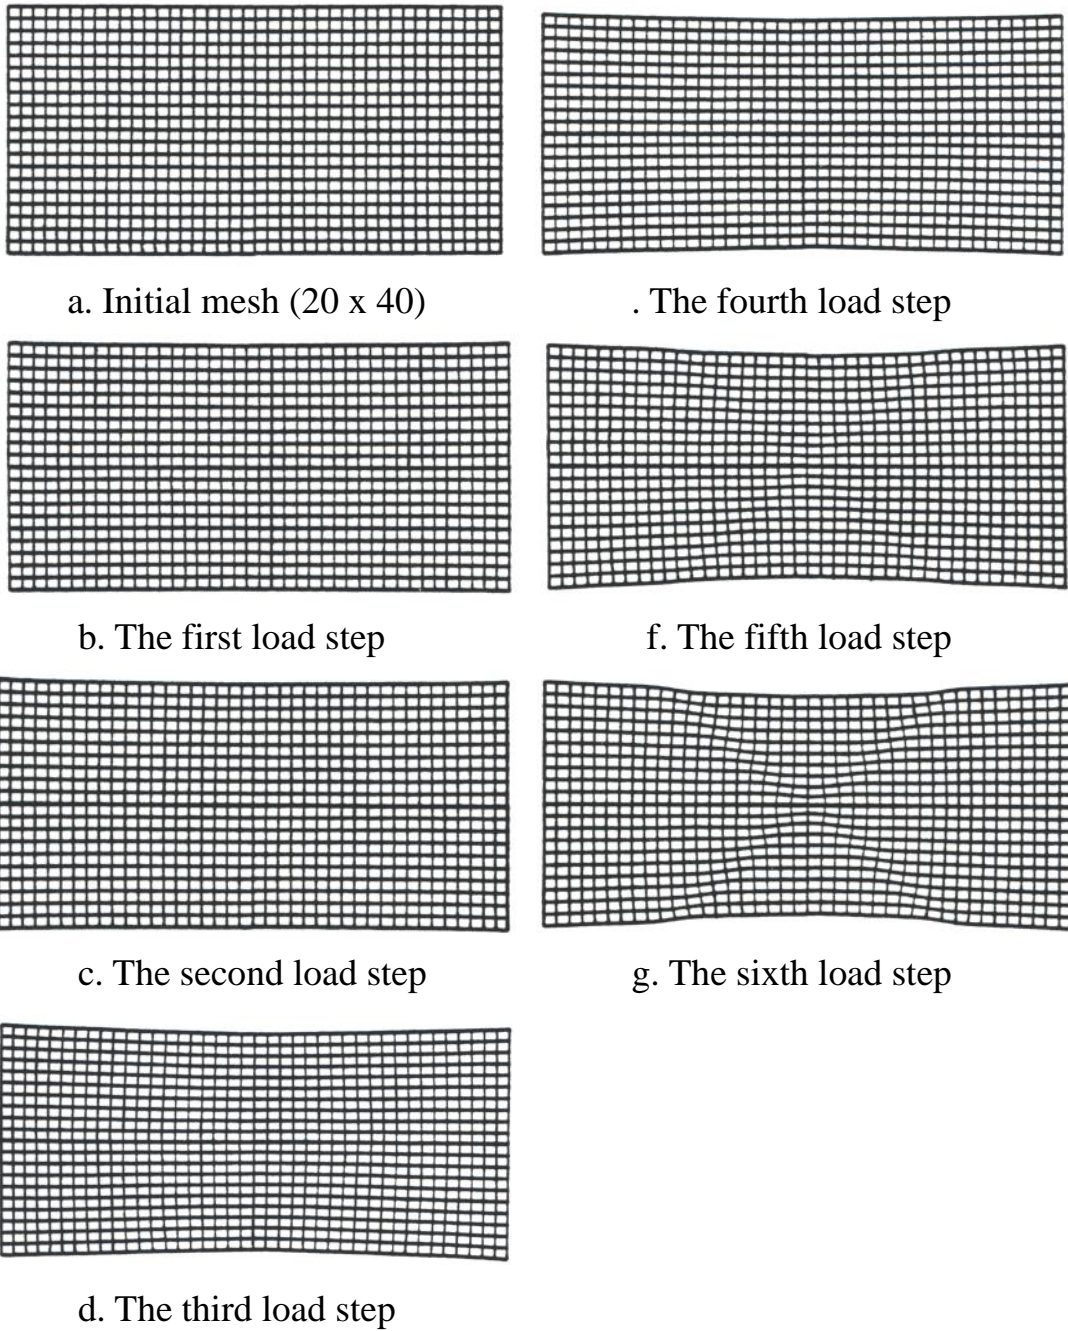 a. Initial mesh (20 x 40)
. The fourth load step
b. The first load step
f. The fifth load step
c. The second load step
g. The sixth load step
d. The third load step